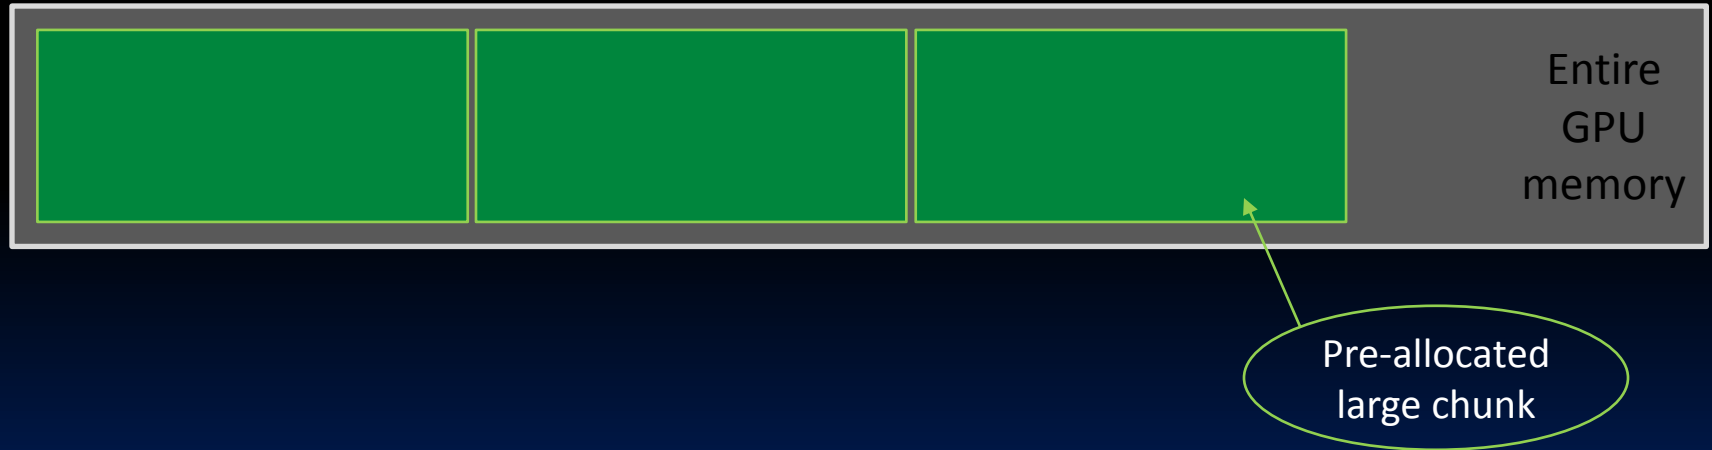 Entire
GPU
memory
Pre-allocated
large chunk